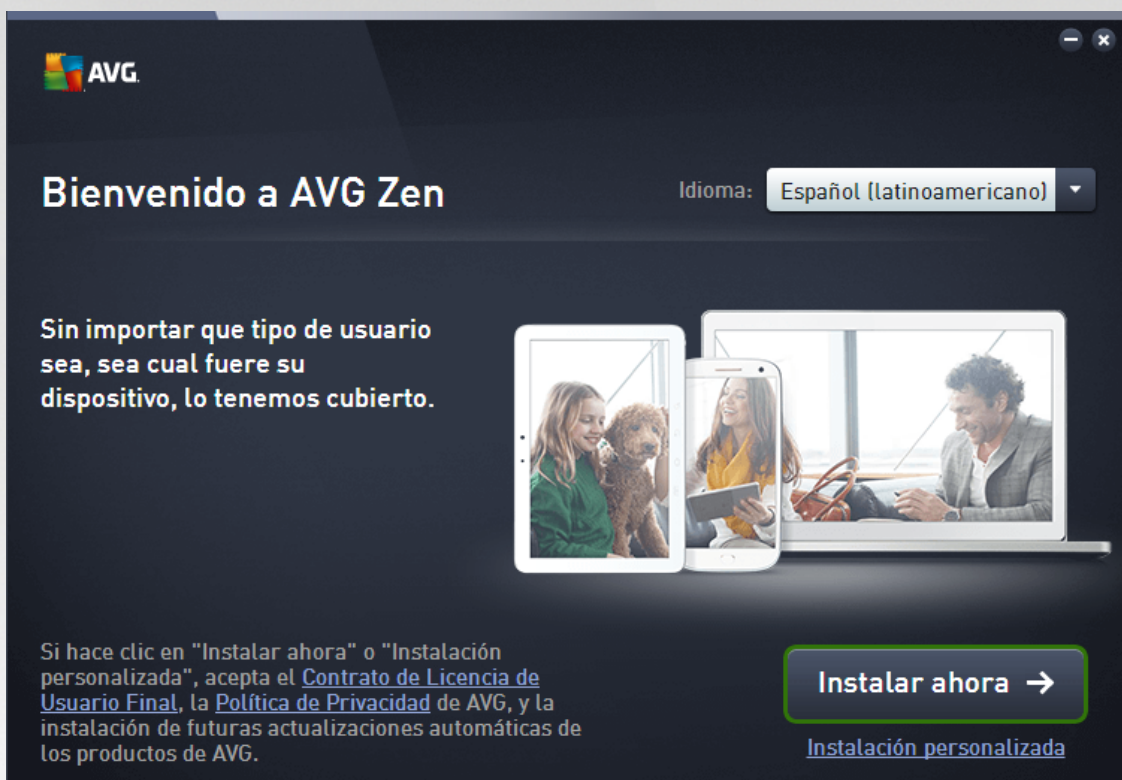 AVG.
Bienvenido a AVG Zen
Idioma: Español (latinoamericano)
Sin importar que tipo de usuario
sea, sea cual fuere su
dispositivo, lo tenemos cubierto.
Si hace clic en "Instalar ahora" o "Instalación
personalizada", acepta el Contrato de Licencia de
Usuario Final, la Política de Privacidad de AVG, y la
instalación de futuras actualizaciones automáticas de
los productos de AVG.
Instalar ahora →
Instalación personalizada